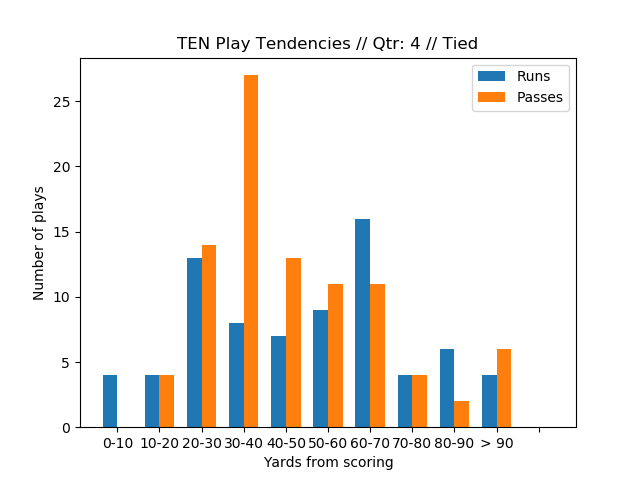 TEN Play Tendencies // Qtr: 4 // Tied
Runs
Passes
Number of plays
25
20
15
10
5
0
0-10 10-20 20-30 30-40 40-50 50-60 60-70 70-80 80-90 > 90
Yards from scoring